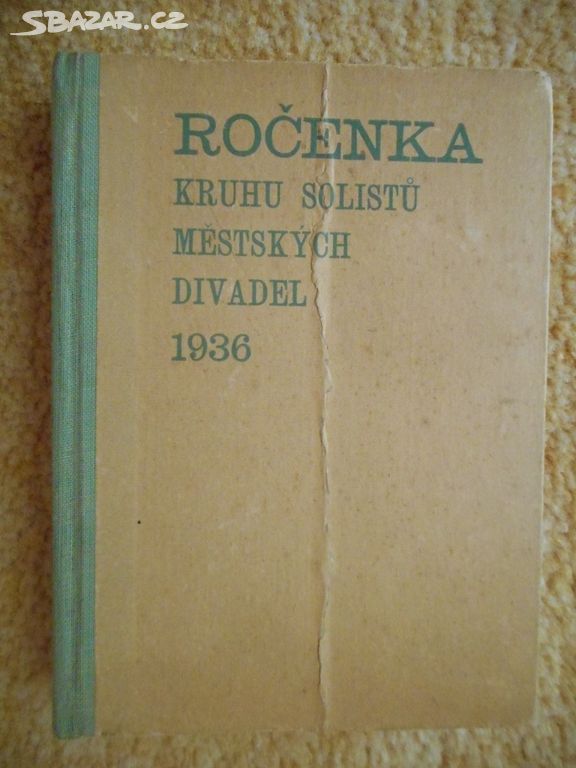 SBAZAR.CZ
ROČENKA
KRUHU SOLISTŮ
MĚSTSKÝCH
DIVADEL
1936